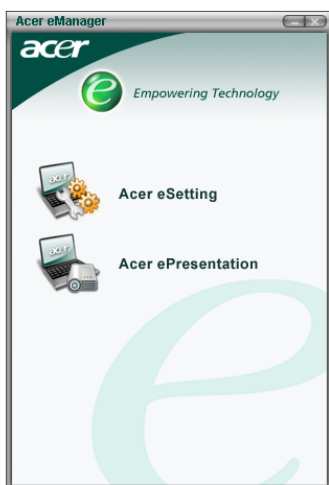 Acer eManager
acer
e Empowering Technology
Acer eSetting
Acer ePresentation
e